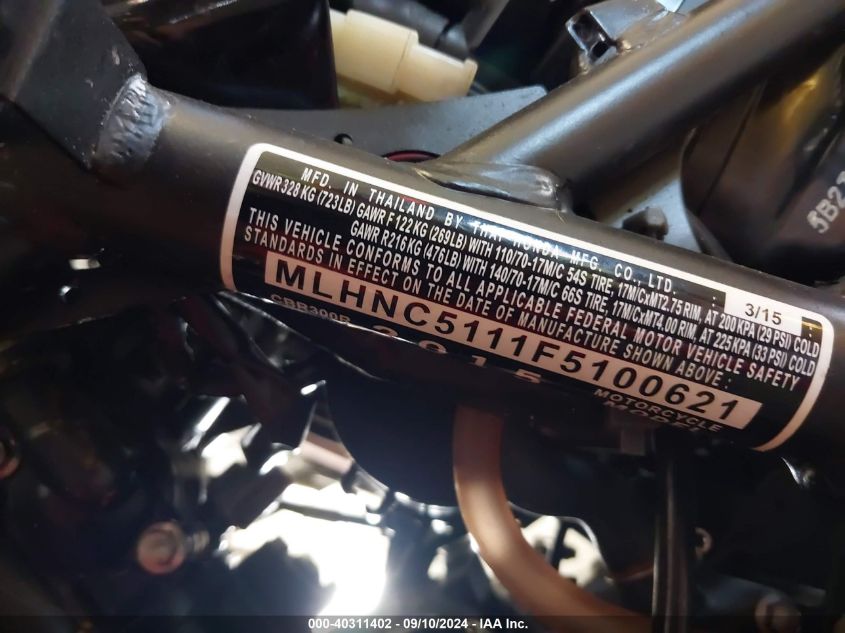 MFD. IN THAILAND BY THAI HONDA MFG. CO., LTD. 3/15
GVWR 328 KG (723LB) GAWR F 122 KG (269LB) WITH 110/70-17M/C 54S TIRE, 17M/CxMT2.75 RIM, AT 200 KPA (29 PSI) COLD
GAWR R216 KG (476LB) WITH 140/70-17M/C 66S TIRE, 17M/CxMT4.00 RIM, AT 225 KPA (33 PSI) COLD
THIS VEHICLE CONFORMS TO ALL APPLICABLE FEDERAL MOTOR VEHICLE SAFETY
STANDARDS IN EFFECT ON THE DATE OF MANUFACTURE SHOWN ABOVE :
MLHNC5111F5100621
CBR300R
MOTORCYCLE
000-40311402 - 09/10/2024 - IAA Inc.